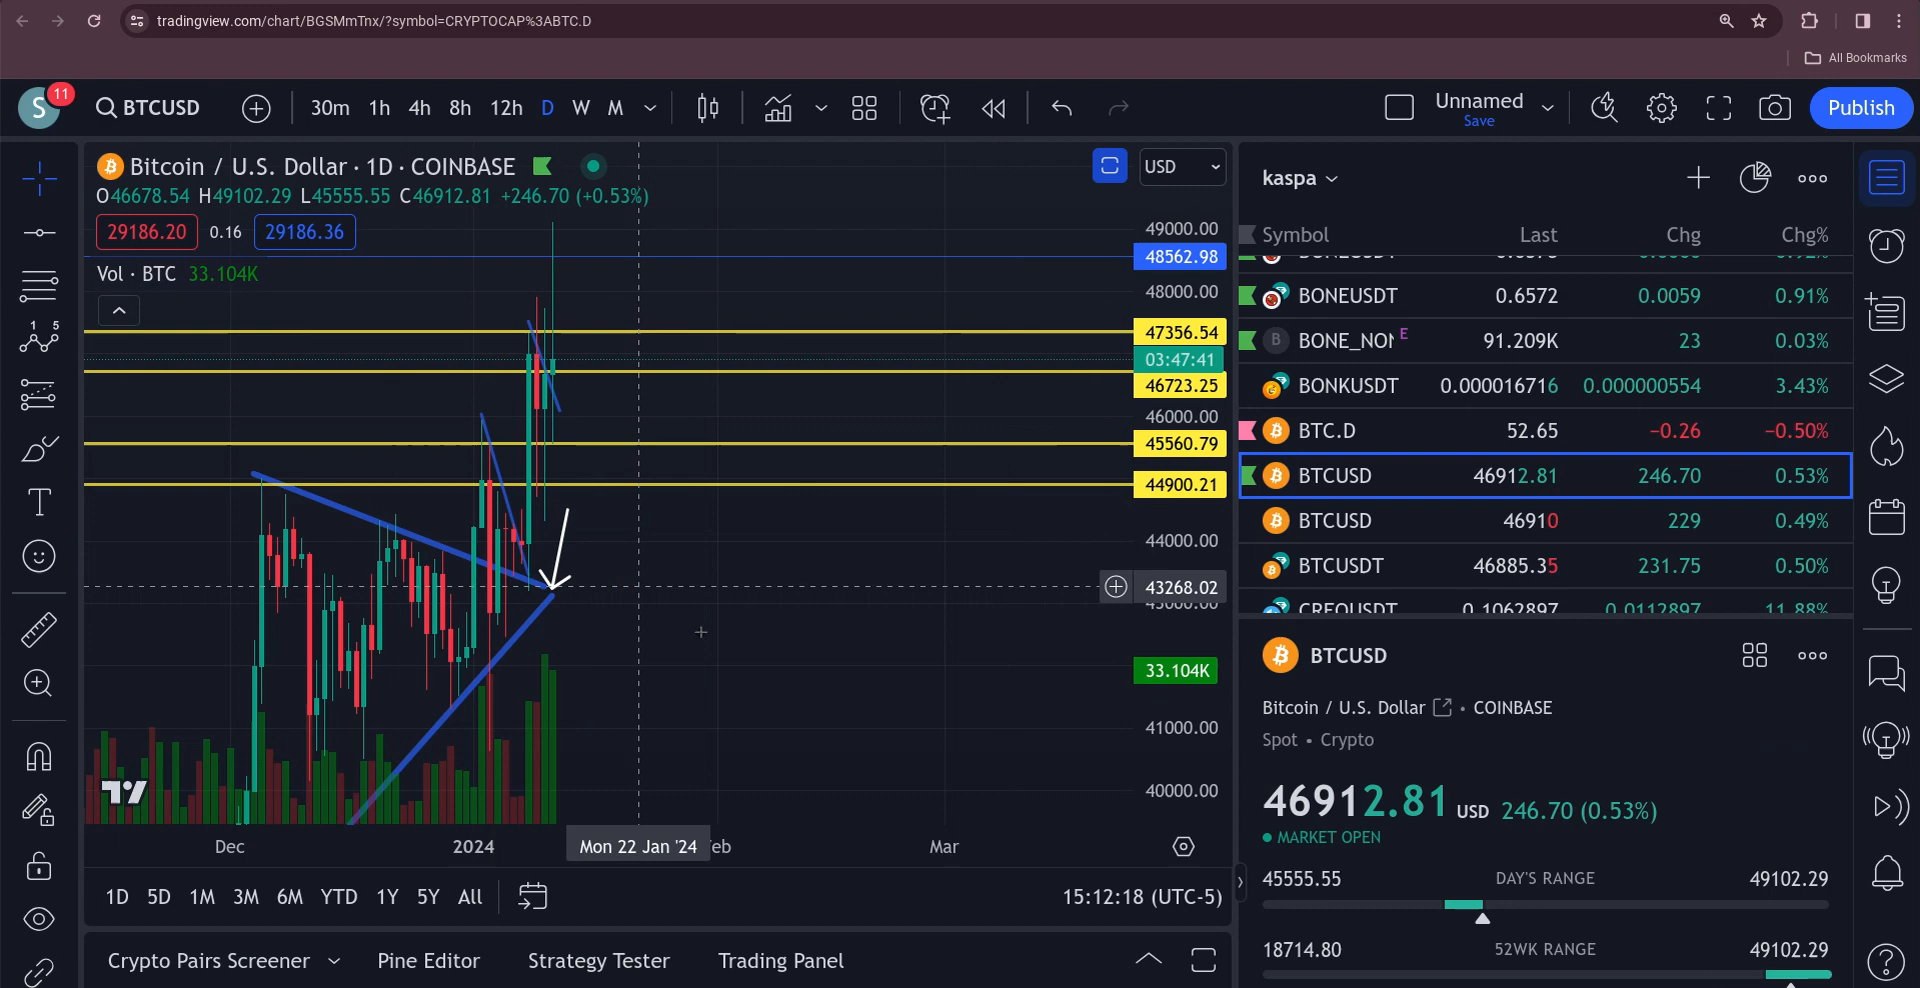 tradingview.com/chart/BGSMmTnx/?symbol=CRYPTOCAP%3ABTC.D
All Bookmarks
S 11 BTCUSD 30m 1h 4h 8h 12h D W M Unnamed Publish
Save
Bitcoin / U.S. Dollar · 1D · COINBASE USD
O46678.54 H49102.29 L45555.55 C46912.81 +246.70 (+0.53%)
29186.20 0.16 29186.36
Vol · BTC 33.104K
49000.00
48562.98
48000.00
47356.54
03:47:41
46723.25
46000.00
45560.79
44900.21
44000.00
43268.02
33.104K
41000.00
40000.00
Dec 2024 Mon 22 Jan '24 Mar
1D 5D 1M 3M 6M YTD 1Y 5Y All 15:12:18 (UTC-5)
Crypto Pairs Screener Pine Editor Strategy Tester Trading Panel
kaspa
Symbol Last Chg Chg%
BONEUSDT 0.6572 0.0059 0.91%
B BONE_NON E 91.209K 23 0.03%
BONKUSDT 0.000016716 0.000000554 3.43%
BTC.D 52.65 −0.26 −0.50%
BTCUSD 46912.81 246.70 0.53%
BTCUSD 46910 229 0.49%
BTCUSDT 46885.35 231.75 0.50%
CREOUSDT 0.1062897 0.0112897 11.88%
BTCUSD
Bitcoin / U.S. Dollar • COINBASE
Spot • Crypto
46912.81 USD 246.70 (0.53%)
MARKET OPEN
45555.55 DAY'S RANGE 49102.29
18714.80 52WK RANGE 49102.29